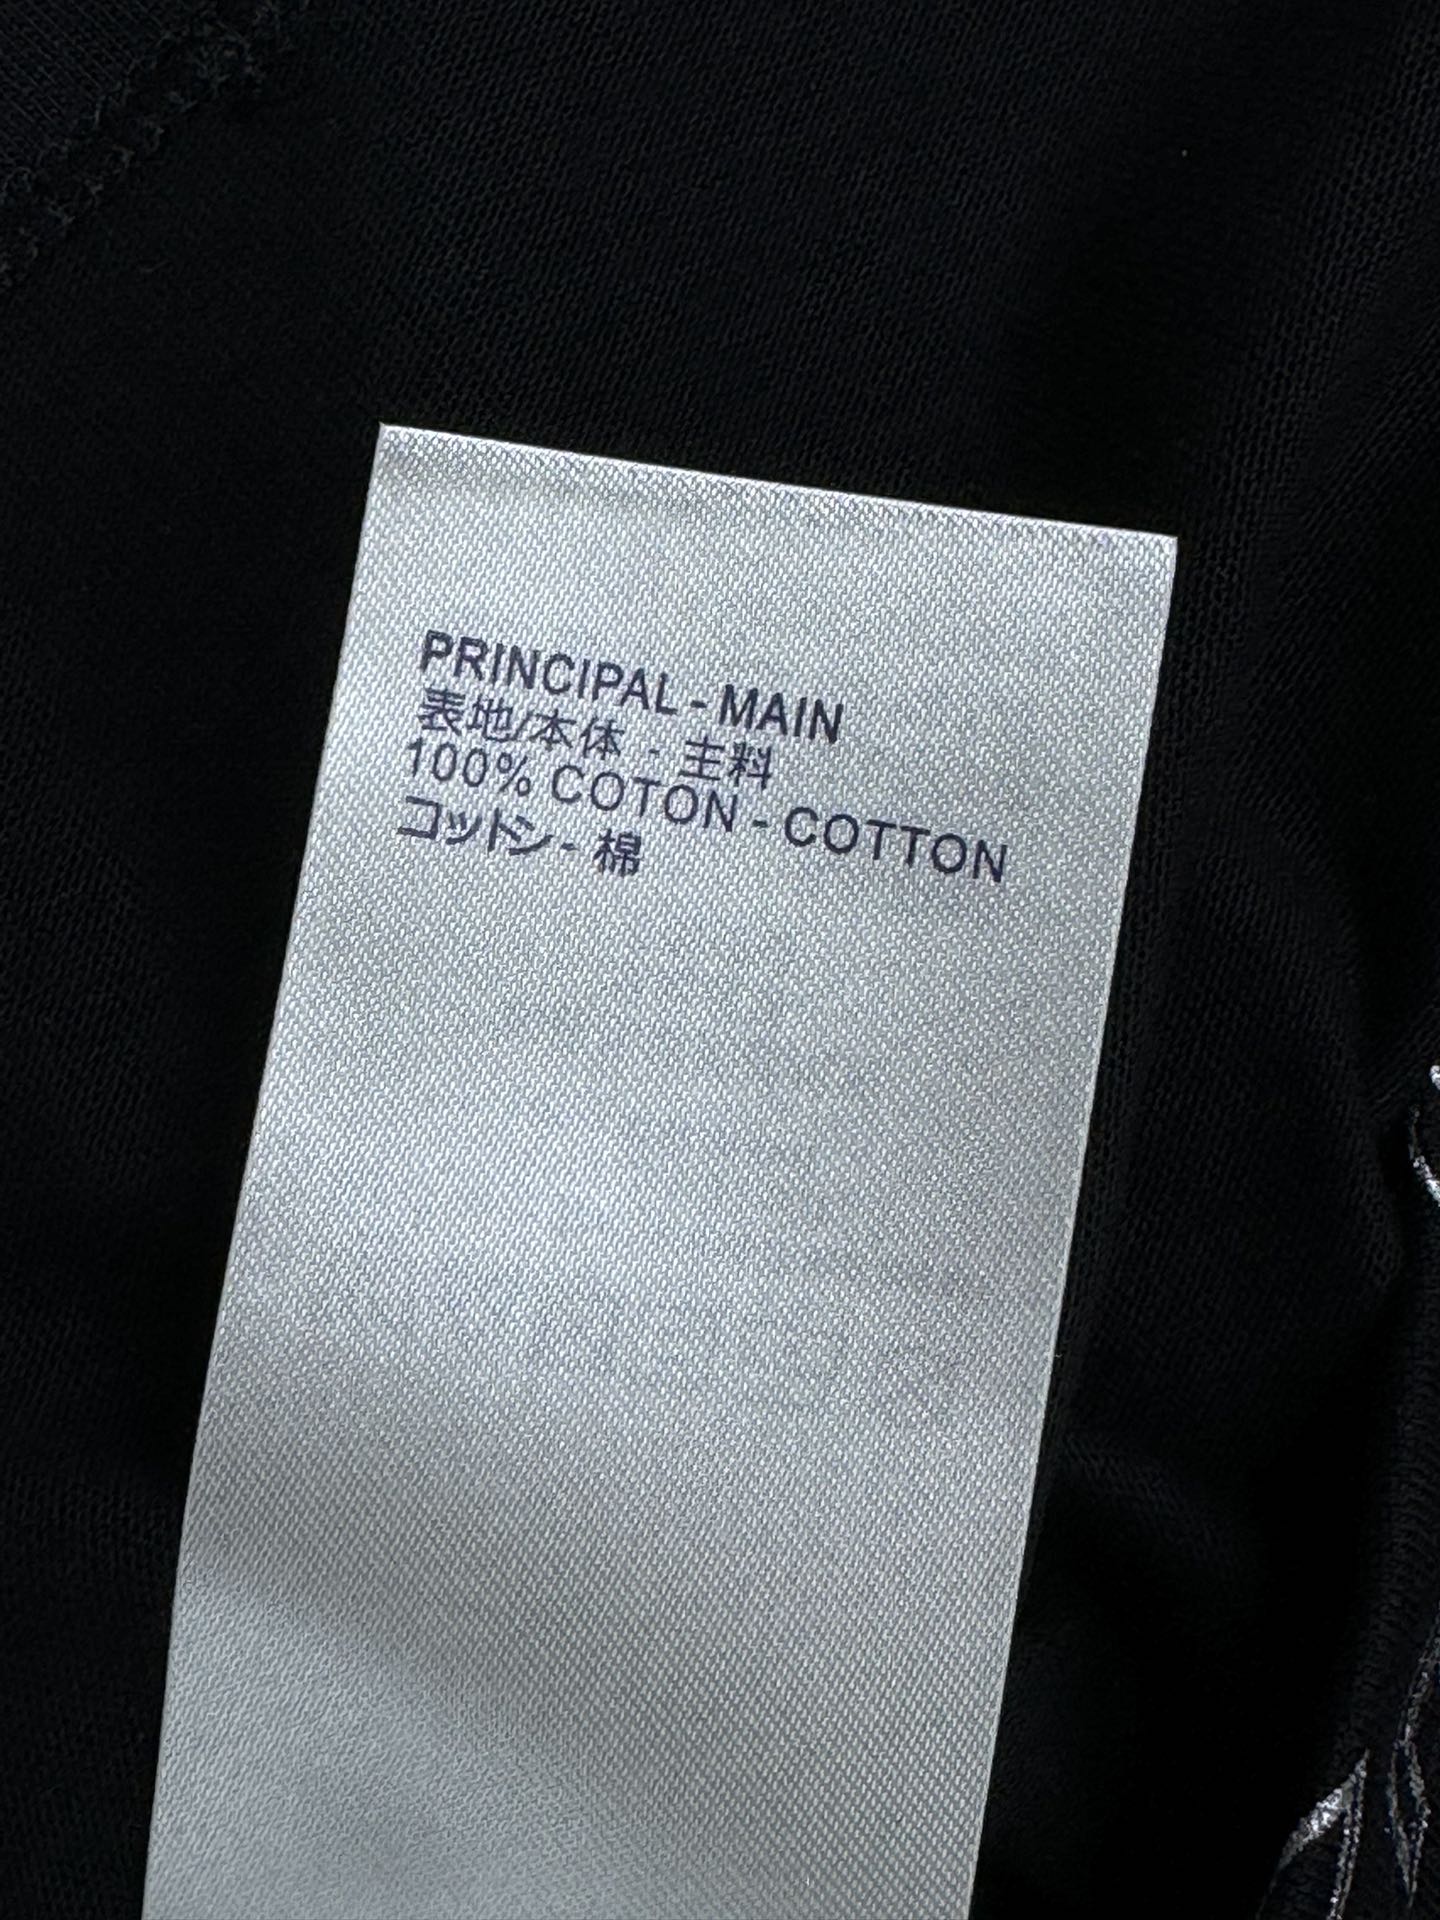 PRINCIPAL - MAIN
表地/本体 - 主料
100% COTON - COTTON
コットン - 棉